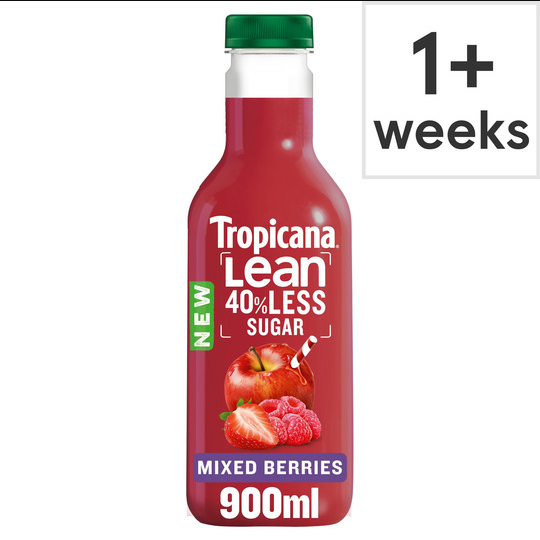 1+
weeks
Tropicana®
Lean
40% LESS
SUGAR
NEW
MIXED BERRIES
900ml